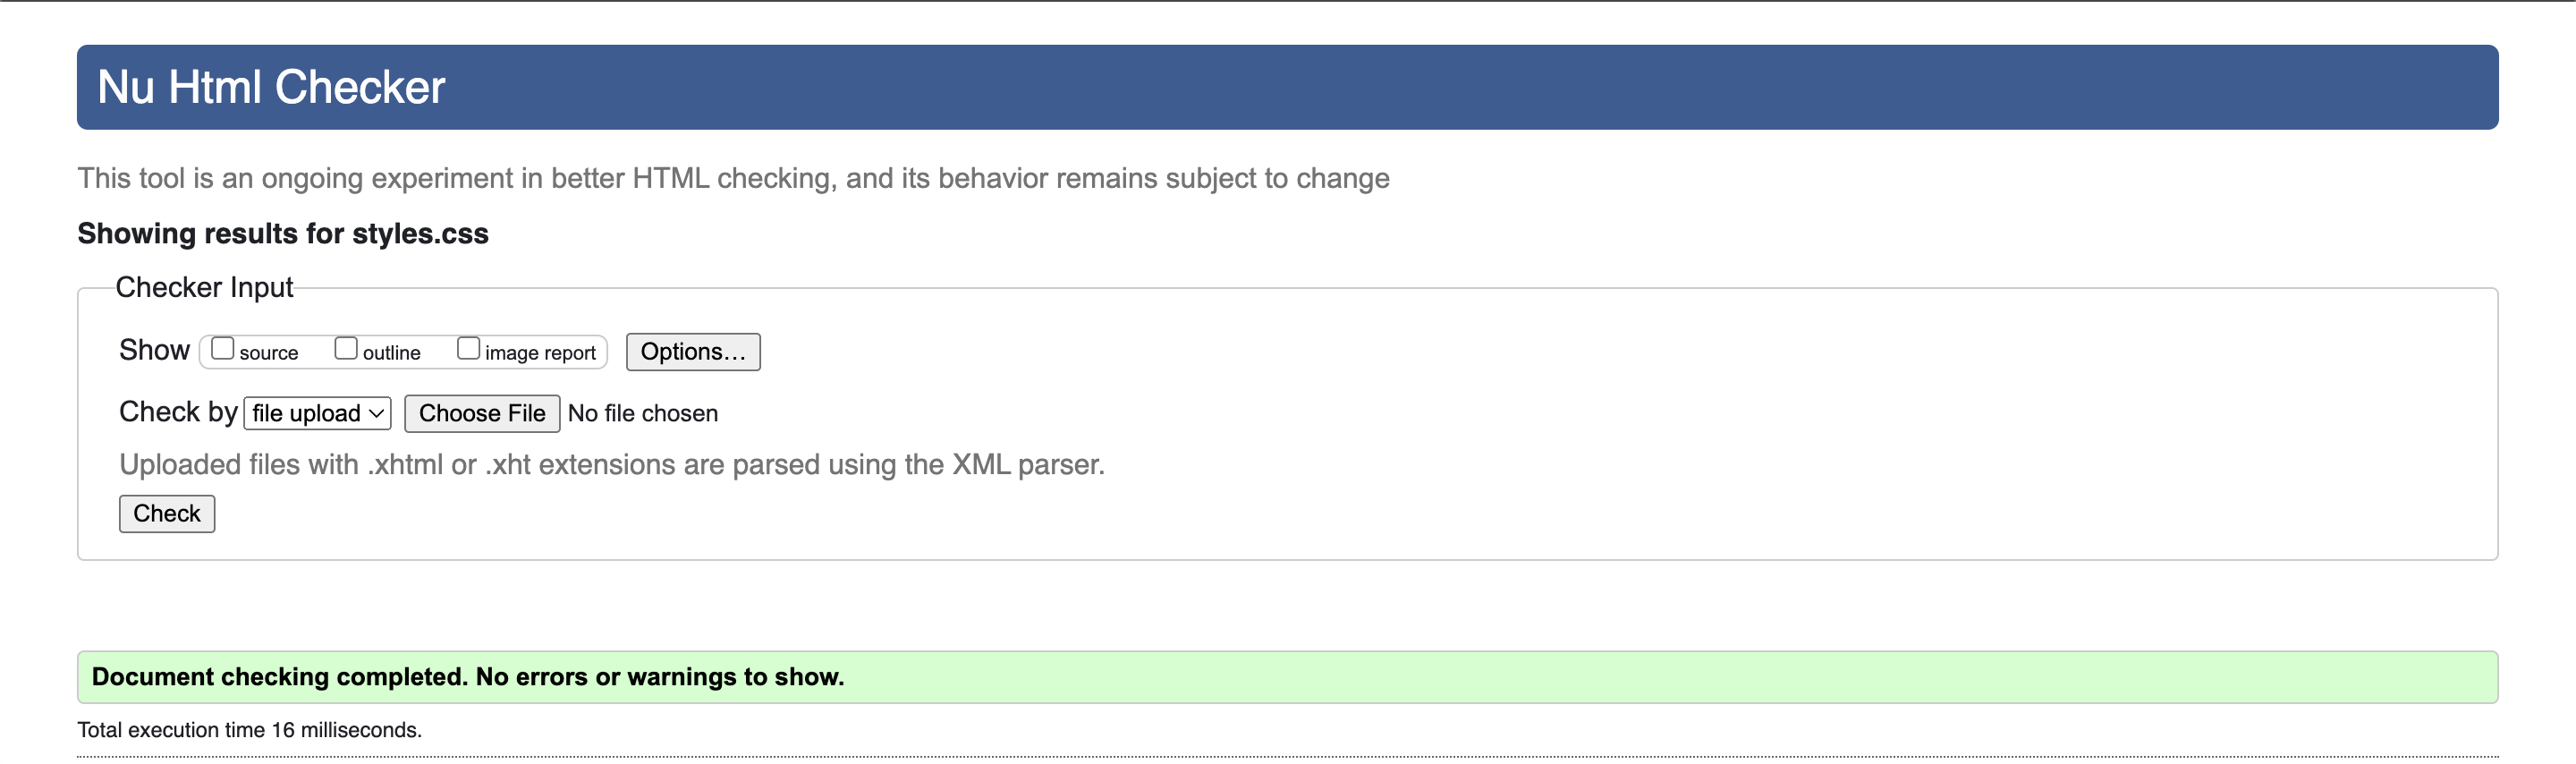 Nu Html Checker
This tool is an ongoing experiment in better HTML checking, and its behavior remains subject to change
Showing results for styles.css
Checker Input
Show source outline image report Options…
Check by file upload Choose File No file chosen
Uploaded files with .xhtml or .xht extensions are parsed using the XML parser.
Check
Document checking completed. No errors or warnings to show.
Total execution time 16 milliseconds.